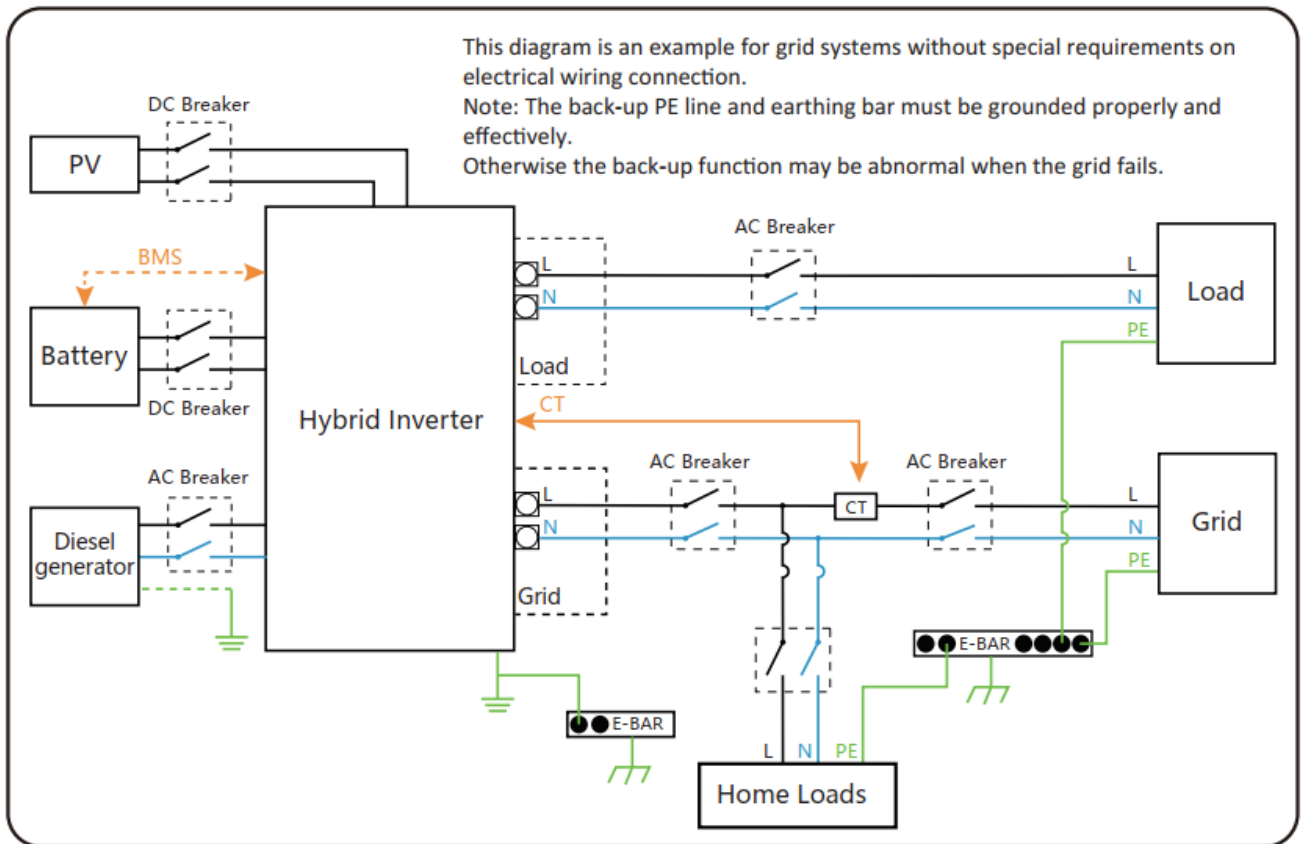 This diagram is an example for grid systems without special requirements on
electrical wiring connection.
Note: The back-up PE line and earthing bar must be grounded properly and
effectively.
Otherwise the back-up function may be abnormal when the grid fails.
DC Breaker
PV
AC Breaker
BMS
L
L
N
N
Load
PE
Battery
Load
DC Breaker
CT
Hybrid Inverter
AC Breaker
AC Breaker
AC Breaker
L
CT
L
N
N
Grid
Diesel
generator
PE
Grid
E-BAR
E-BAR
L
N
PE
Home Loads